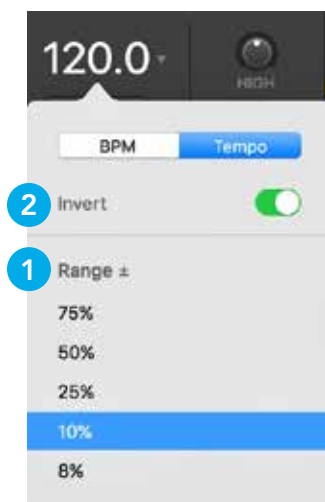 120.0
HIGH
BPM Tempo
2 Invert
1 Range ±
75%
50%
25%
10%
8%